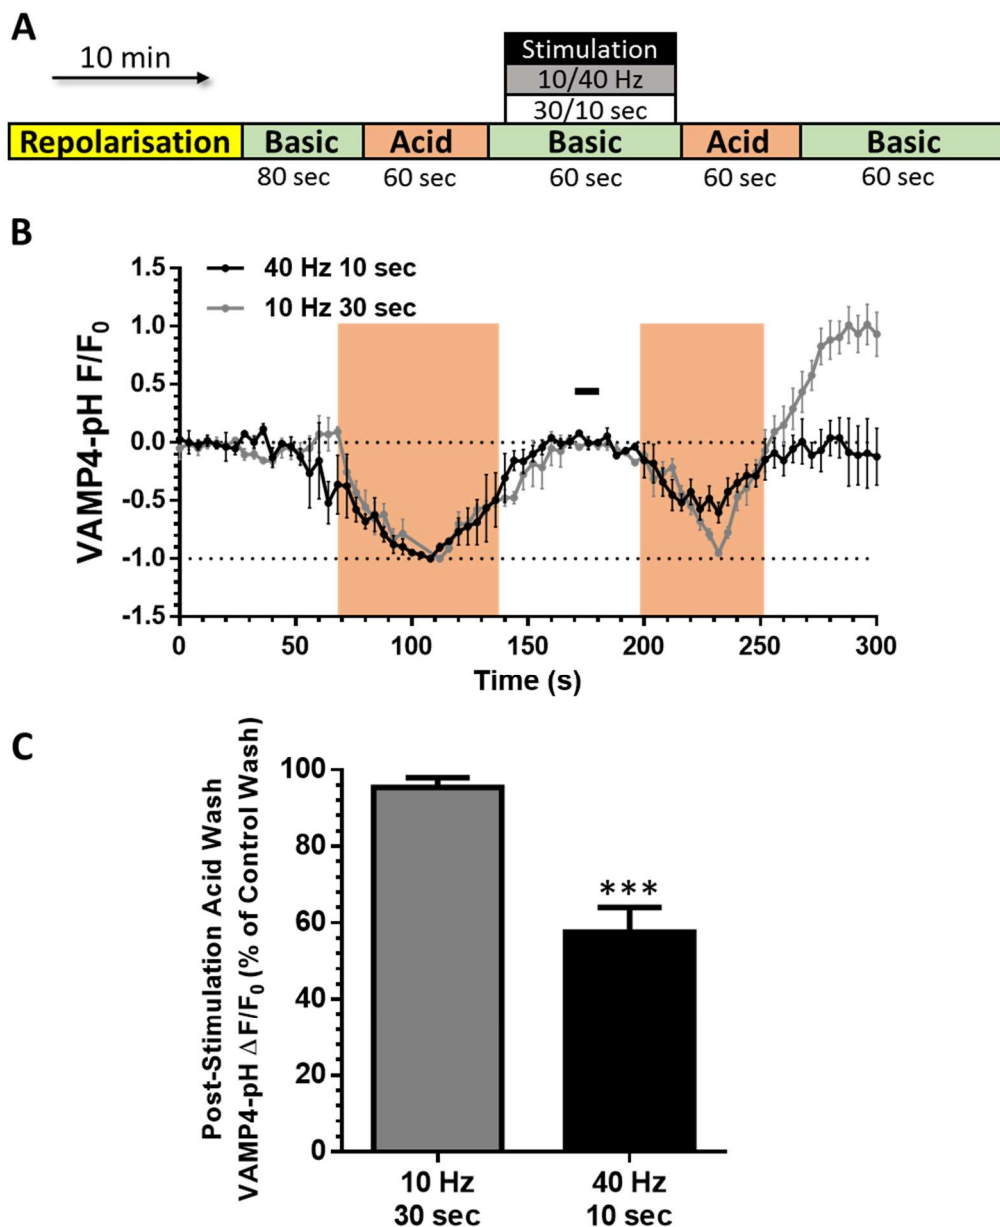 A
10 min
Stimulation
10/40 Hz
30/10 sec
Repolarisation Basic Acid Basic Acid Basic
80 sec 60 sec 60 sec 60 sec 60 sec
B
40 Hz 10 sec
10 Hz 30 sec
VAMP4-pH F/F₀
1.5
1.0
0.5
0.0
-0.5
-1.0
-1.5
0 50 100 150 200 250 300
Time (s)
C
Post-Stimulation Acid Wash
VAMP4-pH ΔF/F₀ (% of Control Wash)
100
80
60
40
20
0
***
10 Hz 40 Hz
30 sec 10 sec